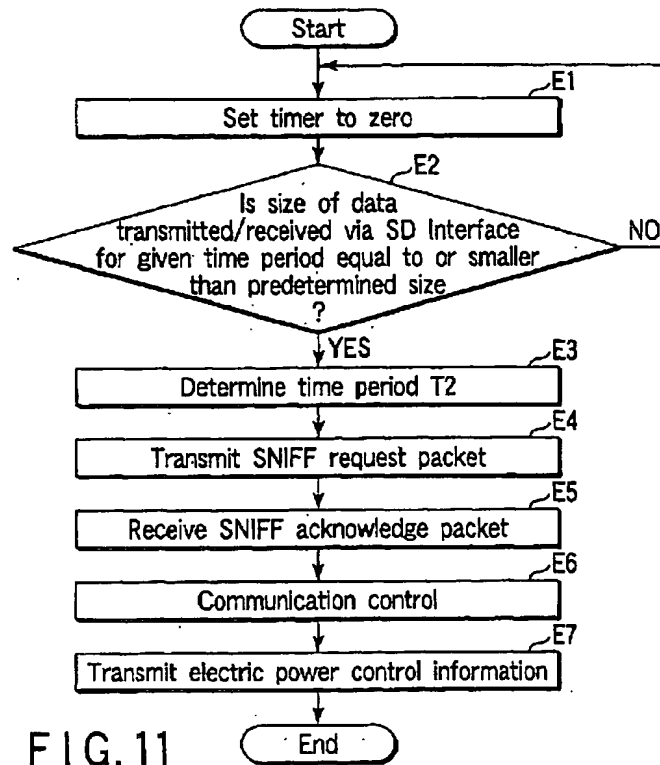 Start
E1
Set timer to zero
E2
Is size of data
transmitted/received via SD Interface
for given time period equal to or smaller
than predetermined size
?
NO
YES
E3
Determine time period T2
E4
Transmit SNIFF request packet
E5
Receive SNIFF acknowledge packet
E6
Communication control
E7
Transmit electric power control information
End
FIG. 11